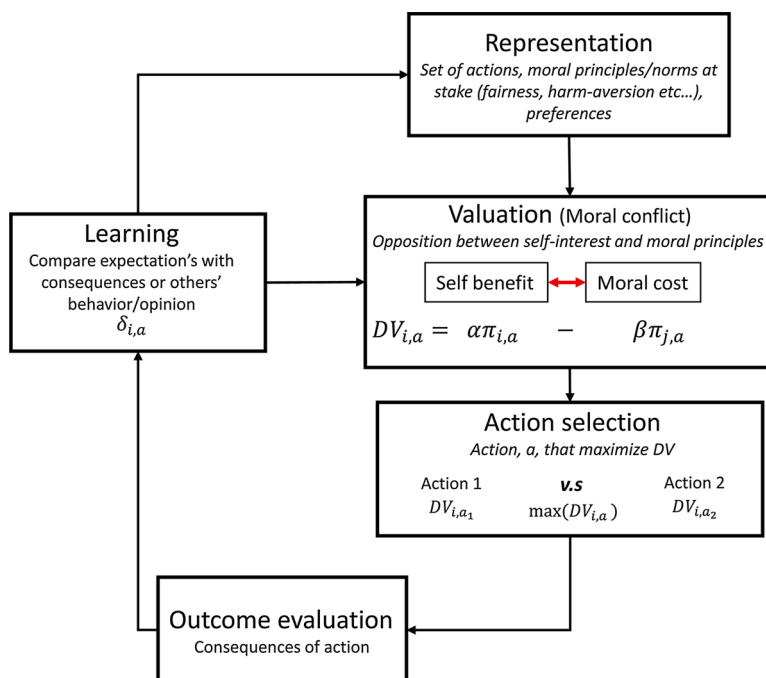 Representation
Set of actions, moral principles/norms at
stake (fairness, harm-aversion etc…),
preferences
Valuation (Moral conflict)
Opposition between self-interest and moral principles
Self benefit
Moral cost
DVᵢ,ₐ = απᵢ,ₐ − βπⱼ,ₐ
Learning
Compare expectation's with
consequences or others'
behavior/opinion
δᵢ,ₐ
Action selection
Action, a, that maximize DV
Action 1 v.s Action 2
DVᵢ,ₐ₁ max(DVᵢ,ₐ) DVᵢ,ₐ₂
Outcome evaluation
Consequences of action